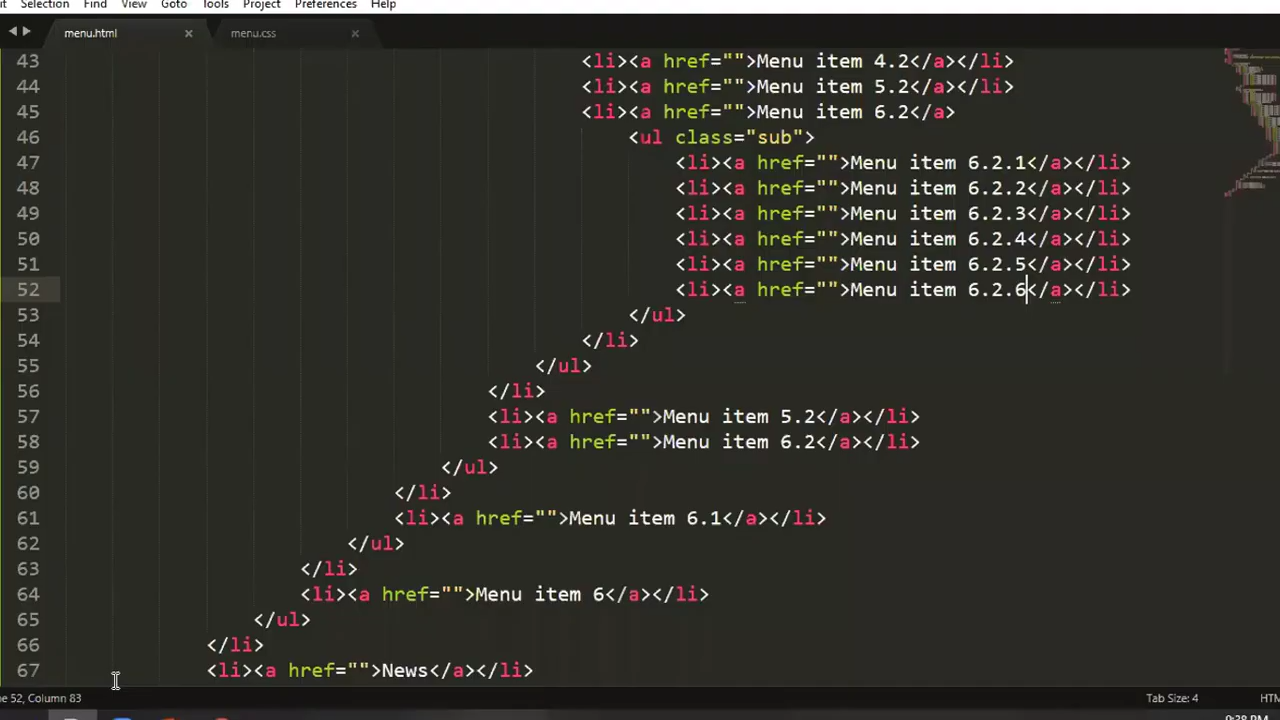 Selection Find View Goto Tools Project Preferences Help
menu.html × menu.css ×
43 <li><a href="">Menu item 4.2</a></li>
44 <li><a href="">Menu item 5.2</a></li>
45 <li><a href="">Menu item 6.2</a>
46 <ul class="sub">
47 <li><a href="">Menu item 6.2.1</a></li>
48 <li><a href="">Menu item 6.2.2</a></li>
49 <li><a href="">Menu item 6.2.3</a></li>
50 <li><a href="">Menu item 6.2.4</a></li>
51 <li><a href="">Menu item 6.2.5</a></li>
52 <li><a href="">Menu item 6.2.6</a></li>
53 </ul>
54 </li>
55 </ul>
56 </li>
57 <li><a href="">Menu item 5.2</a></li>
58 <li><a href="">Menu item 6.2</a></li>
59 </ul>
60 </li>
61 <li><a href="">Menu item 6.1</a></li>
62 </ul>
63 </li>
64 <li><a href="">Menu item 6</a></li>
65 </ul>
66 </li>
67 <li><a href="">News</a></li>
ne 52, Column 83 Tab Size: 4 HTM